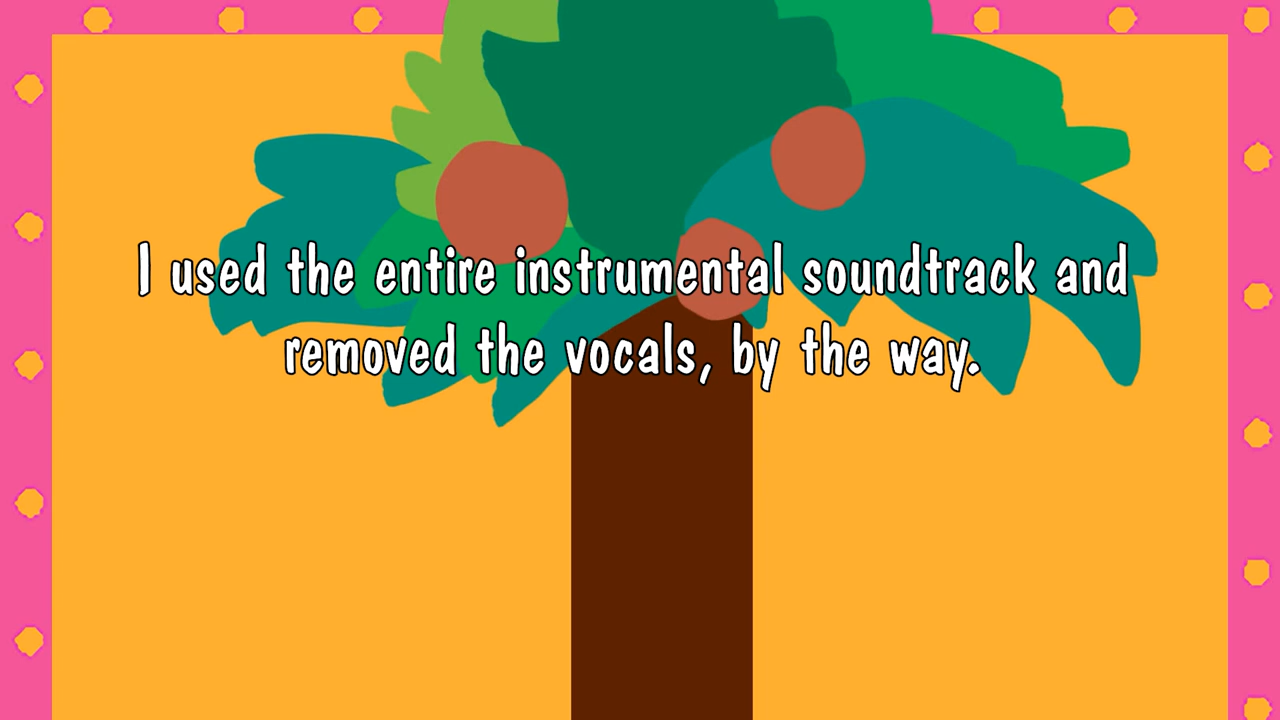 I used the entire instrumental soundtrack and
removed the vocals, by the way.